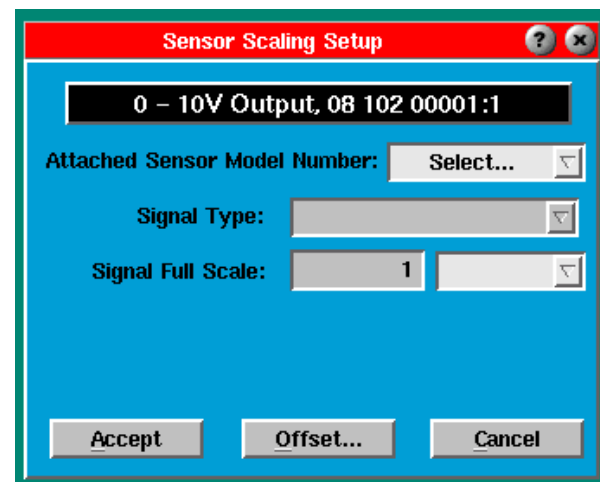 Sensor Scaling Setup ? x
0 – 10V Output, 08 102 00001:1
Attached Sensor Model Number: Select...
Signal Type:
Signal Full Scale: 1
Accept Offset... Cancel